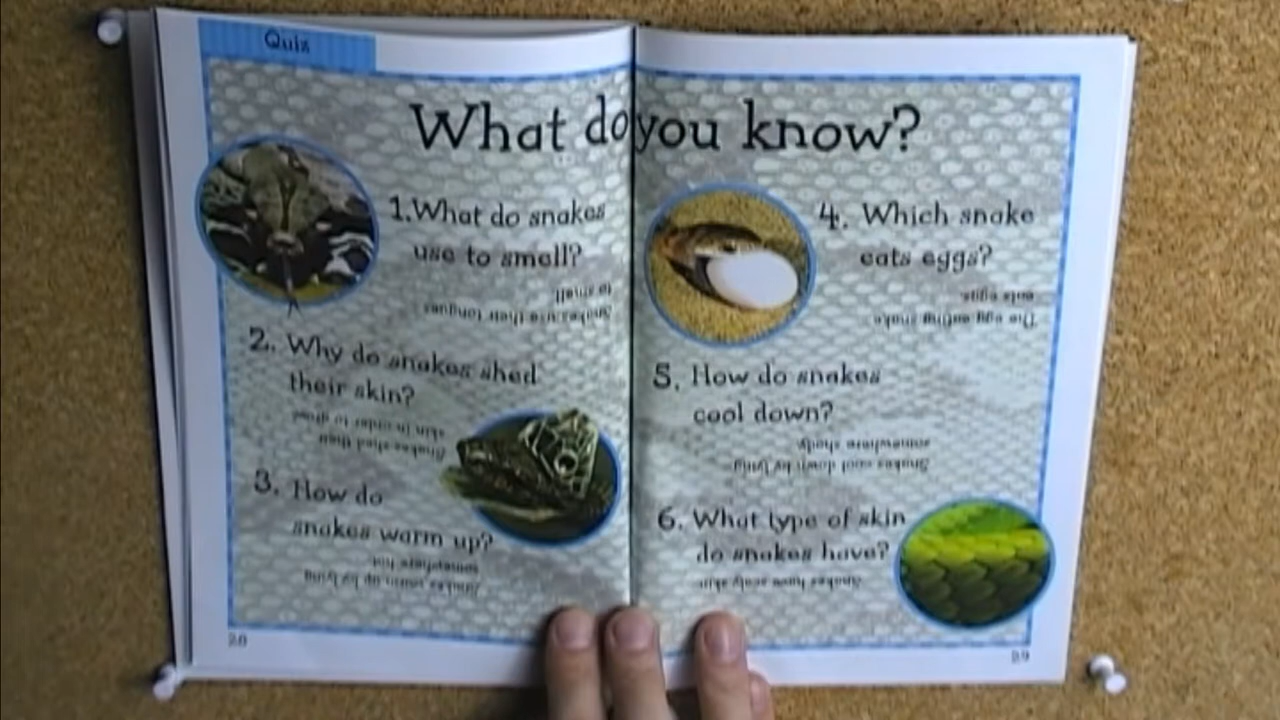 Quiz
What do you know?
1.What do snakes
use to smell?
Snakes use their tongues
to smell
2. Why do snakes shed
their skin?
Snakes shed their
skin in order to grow
3. How do
snakes warm up?
Snakes warm up by lying
somewhere hot
28
4. Which snake
eats eggs?
The egg eating snake
eats eggs
5. How do snakes
cool down?
Snakes cool down by lying
somewhere shady
6. What type of skin
do snakes have?
Snakes have scaly skin
29